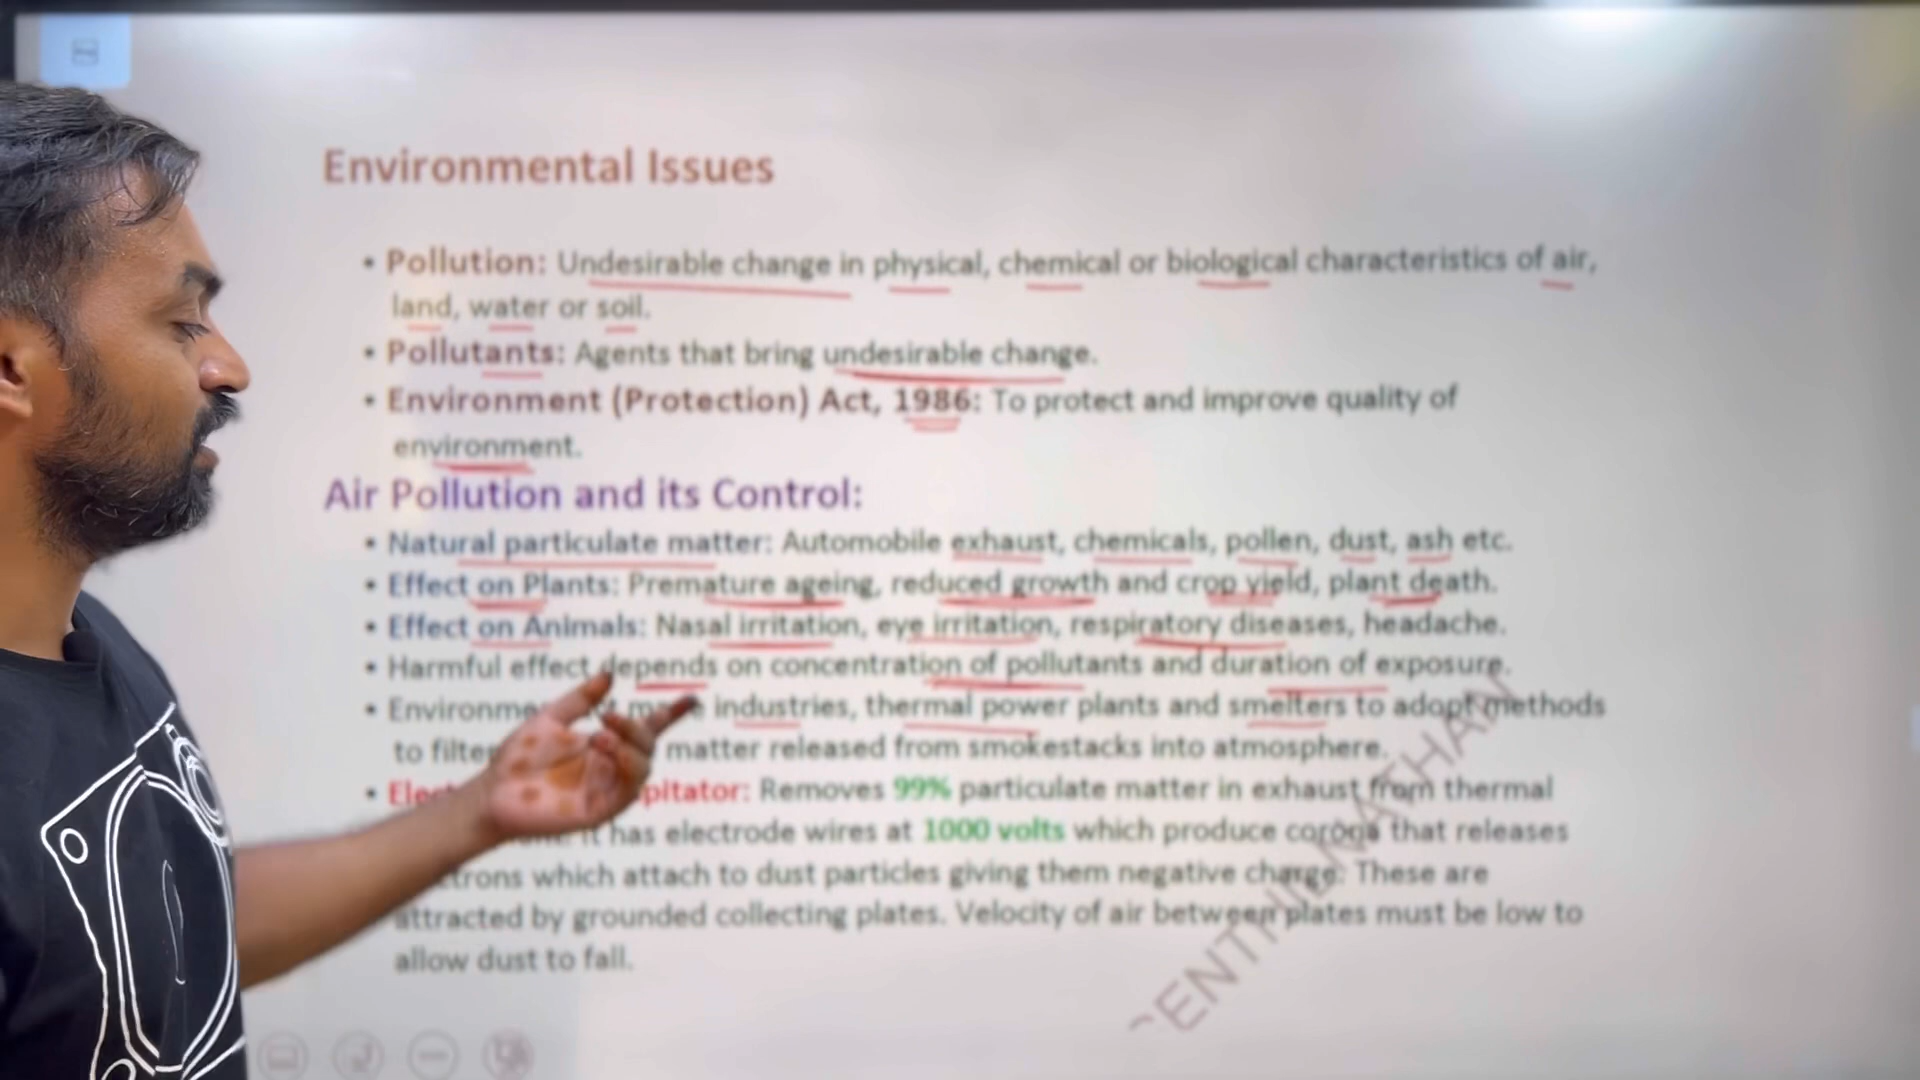 Environmental Issues
• Pollution: Undesirable change in physical, chemical or biological characteristics of air,
land, water or soil.
• Pollutants: Agents that bring undesirable change.
• Environment (Protection) Act, 1986: To protect and improve quality of
environment.
Air Pollution and its Control:
• Natural particulate matter: Automobile exhaust, chemicals, pollen, dust, ash etc.
• Effect on Plants: Premature ageing, reduced growth and crop yield, plant death.
• Effect on Animals: Nasal irritation, eye irritation, respiratory diseases, headache.
• Harmful effect depends on concentration of pollutants and duration of exposure.
• industries, thermal power plants and smelters to adopt methods
to matter released from smokestacks into atmosphere.
• Removes 99% particulate matter in exhaust from thermal
It has electrode wires at 1000 volts which produce corona that releases
which attach to dust particles giving them negative charge. These are
attracted by grounded collecting plates. Velocity of air between plates must be low to
allow dust to fall.